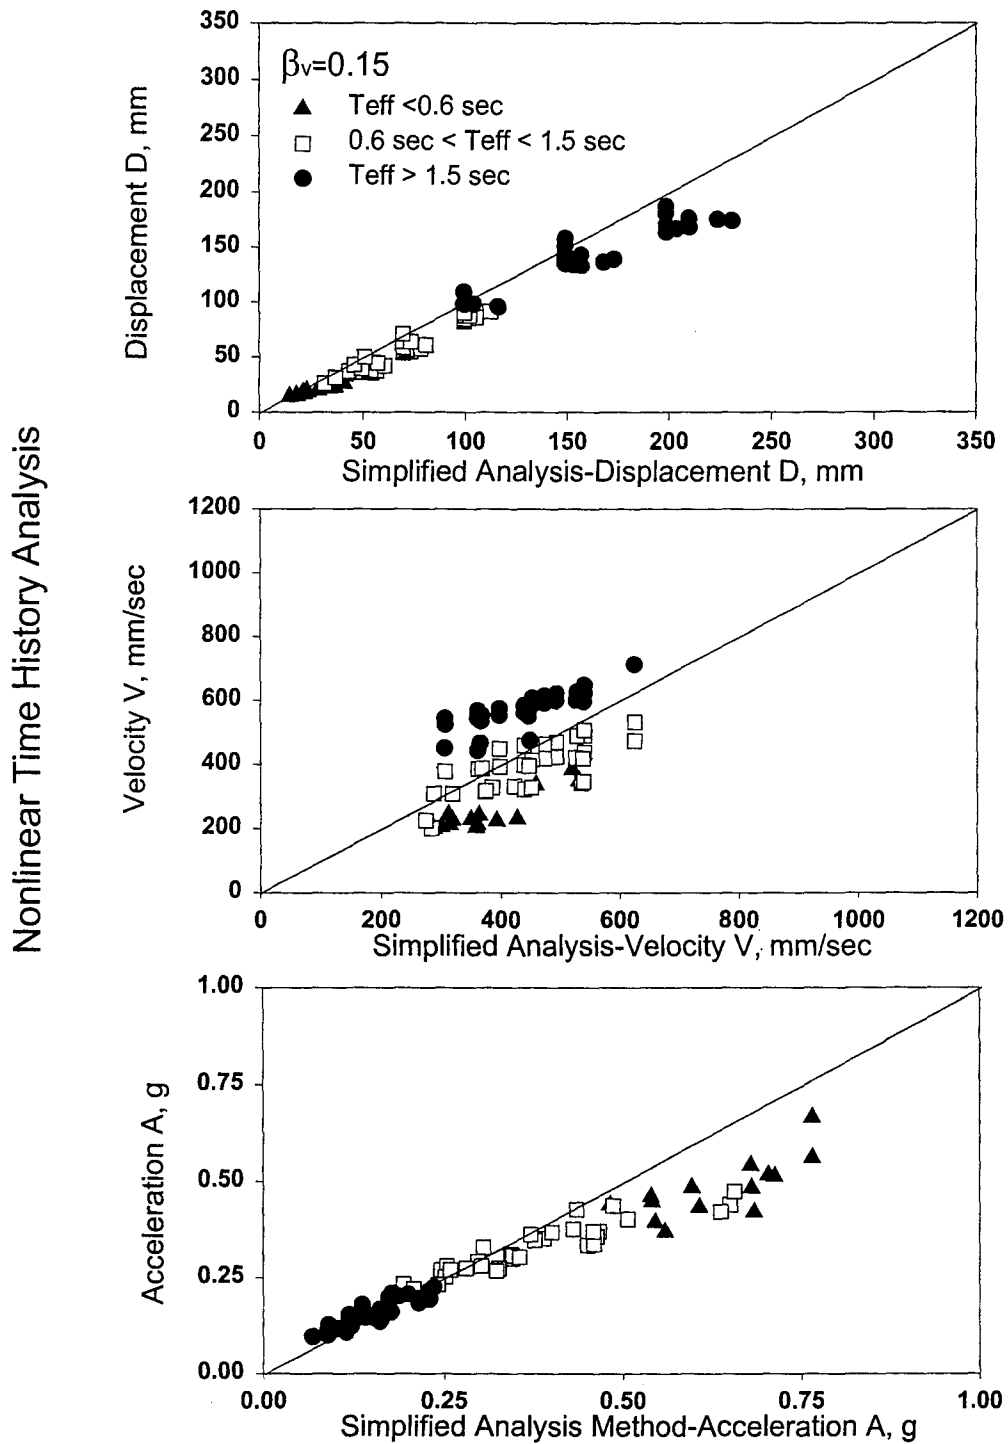 Nonlinear Time History Analysis
350
300
250
200
150
100
50
0
Displacement D, mm
βv=0.15
Teff <0.6 sec
0.6 sec < Teff < 1.5 sec
Teff > 1.5 sec
0 50 100 150 200 250 300 350
Simplified Analysis-Displacement D, mm
1200
1000
800
600
400
200
0
Velocity V, mm/sec
0 200 400 600 800 1000 1200
Simplified Analysis-Velocity V, mm/sec
1.00
0.75
0.50
0.25
0.00
Acceleration A, g
0.00 0.25 0.50 0.75 1.00
Simplified Analysis Method-Acceleration A, g